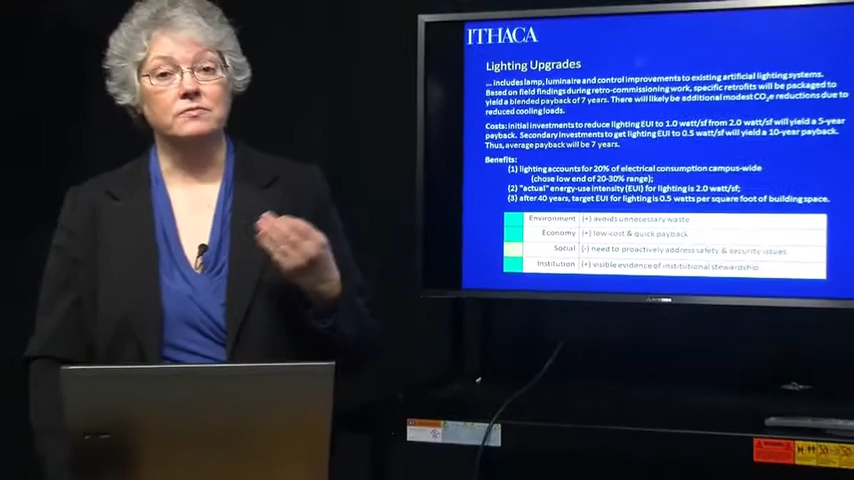 ITHACA
Lighting Upgrades
... includes lamp, luminaire and control improvements to existing artificial lighting systems.
Based on field findings during retro-commissioning work, specific retrofits will be packaged to
yield a blended payback of 7 years. There will likely be additional modest CO2e reductions due to
reduced cooling loads.
Costs: Initial investments to reduce lighting EUI to 1.0 watt/sf from 2.0 watt/sf will yield a 5-year
payback. Secondary investments to get lighting EUI to 0.5 watt/sf will yield a 10-year payback.
Thus, average payback will be 7 years.
Benefits:
(1) lighting accounts for 20% of electrical consumption campus-wide
(chose low end of 20-30% range);
(2) "actual" energy-use intensity (EUI) for lighting is 2.0 watt/sf;
(3) after 40 years, target EUI for lighting is 0.5 watts per square foot of building space.
Environment (+) avoids unnecessary waste
Economy (+) low-cost & quick payback
Social (-) need to proactively address safety & security issues
Institution (+) visible evidence of institutional stewardship